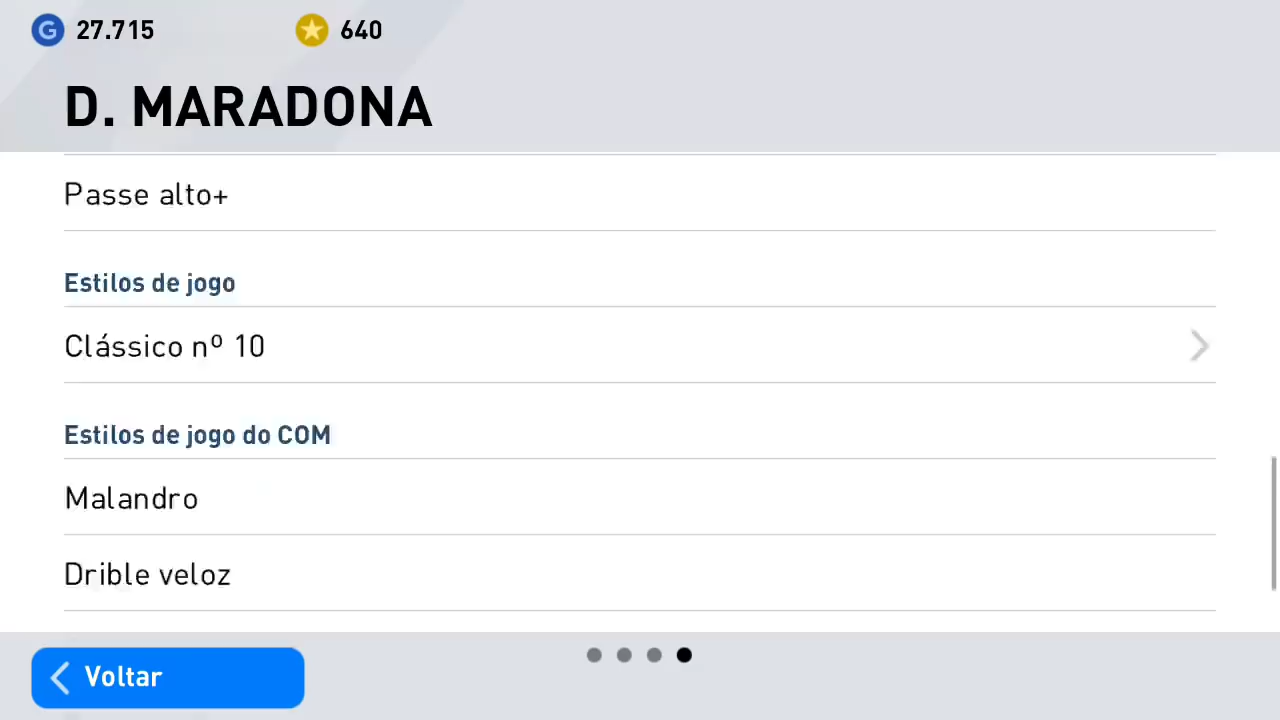 G 27.715 640
D. MARADONA
Passe alto+
Estilos de jogo
Clássico nº 10
Estilos de jogo do COM
Malandro
Drible veloz
Voltar